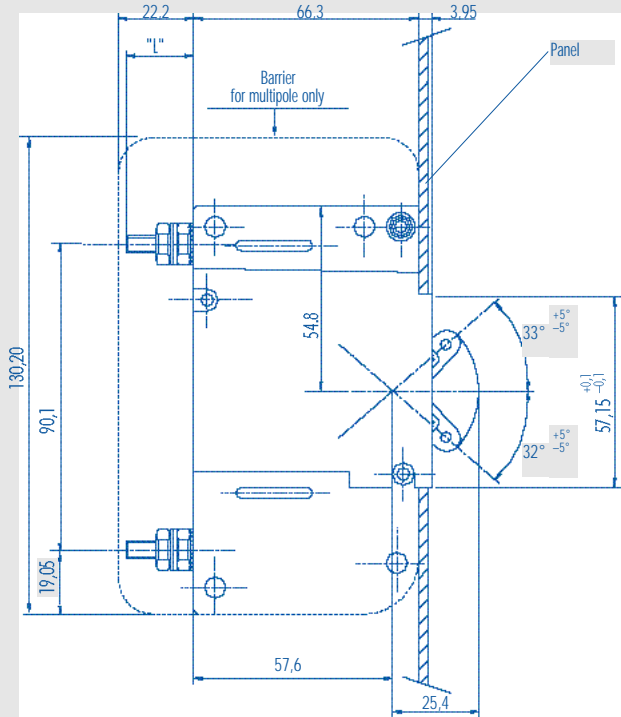 22.2
66.3
3.95
"L"
Panel
Barrier
for multipole only
130,20
90,1
19,05
54.8
33° +5° –5°
32° +5° –5°
57,15 +0,1 –0,1
57,6
25,4